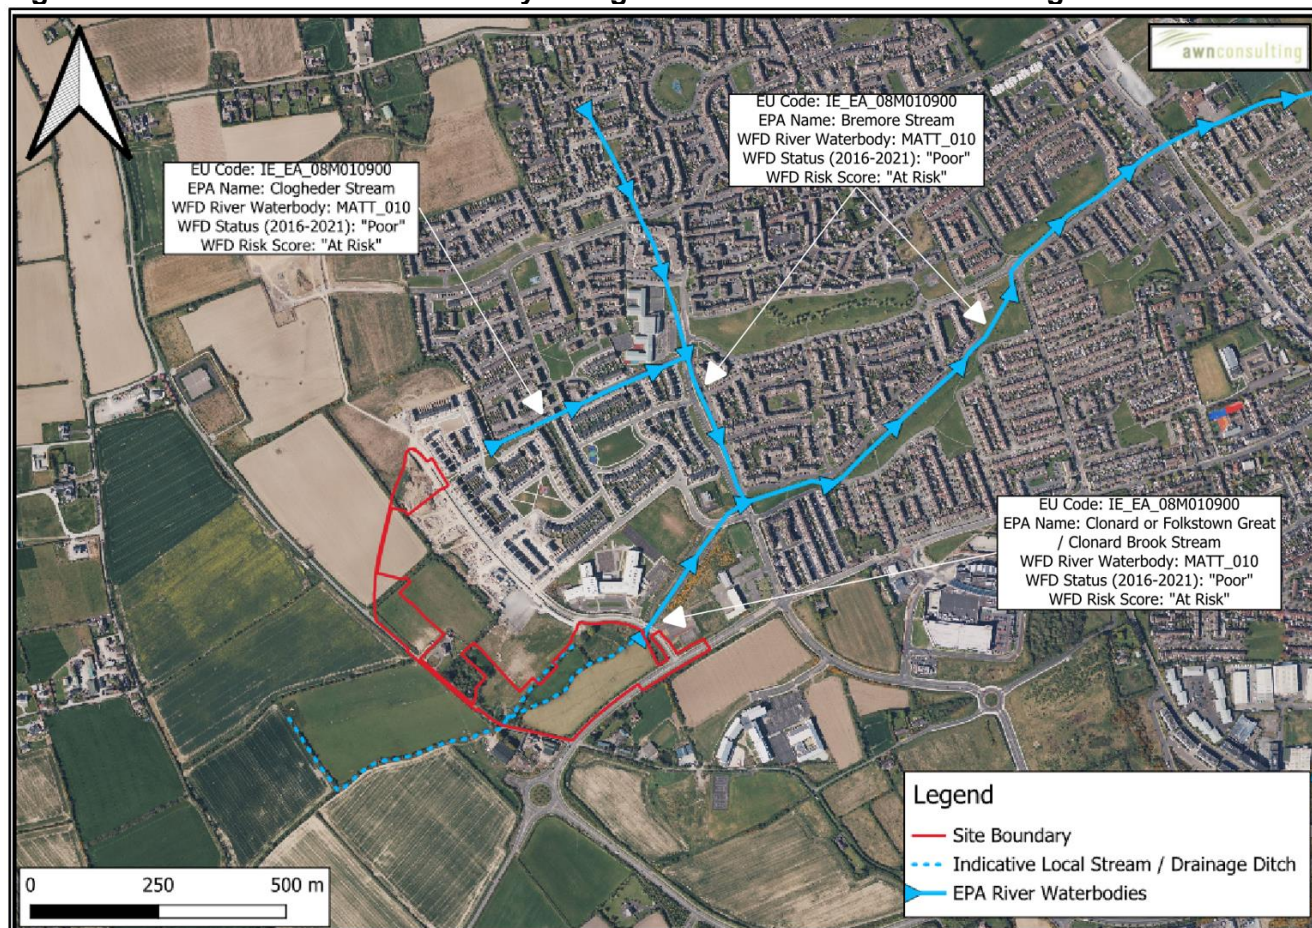 awnconsulting
EU Code: IE_EA_08M010900
EPA Name: Bremore Stream
WFD River Waterbody: MATT_010
WFD Status (2016-2021): "Poor"
WFD Risk Score: "At Risk"
EU Code: IE_EA_08M010900
EPA Name: Clogheder Stream
WFD River Waterbody: MATT_010
WFD Status (2016-2021): "Poor"
WFD Risk Score: "At Risk"
EU Code: IE_EA_08M010900
EPA Name: Clonard or Folkstown Great
/ Clonard Brook Stream
WFD River Waterbody: MATT_010
WFD Status (2016-2021): "Poor"
WFD Risk Score: "At Risk"
Legend
Site Boundary
Indicative Local Stream / Drainage Ditch
EPA River Waterbodies
0 250 500 m